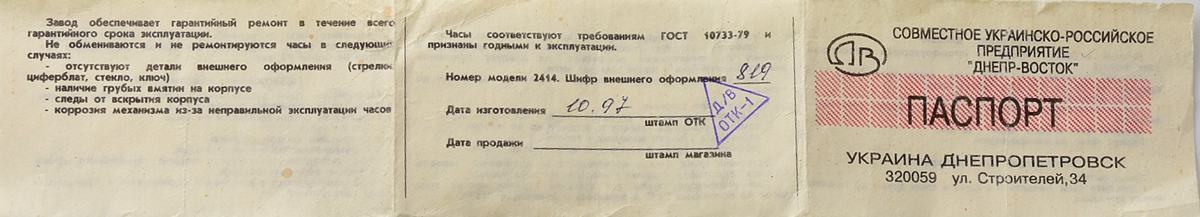 Завод обеспечивает гарантийный ремонт в течение всего
гарантийного срока эксплуатации.
Не обмениваются и не ремонтируются часы в следующих
случаях:
- отсутствуют детали внешнего оформления (стрелки
циферблат, стекло, ключ)
- наличие грубых вмятин на корпусе
- следы от вскрытия корпуса
- коррозия механизма из-за неправильной эксплуатации часов
Часы соответствуют требованиям ГОСТ 10733-79 и
признаны годными к эксплуатации.
Номер модели 2414. Шифр внешнего оформления 819
Дата изготовления 10.97
штамп ОТК
Д/В
ОТК-1
Дата продажи
штамп магазина
ДВ
СОВМЕСТНОЕ УКРАИНСКО-РОССИЙСКОЕ
ПРЕДПРИЯТИЕ
"ДНЕПР-ВОСТОК"
ПАСПОРТ
УКРАИНА ДНЕПРОПЕТРОВСК
320059 ул. Строителей,34